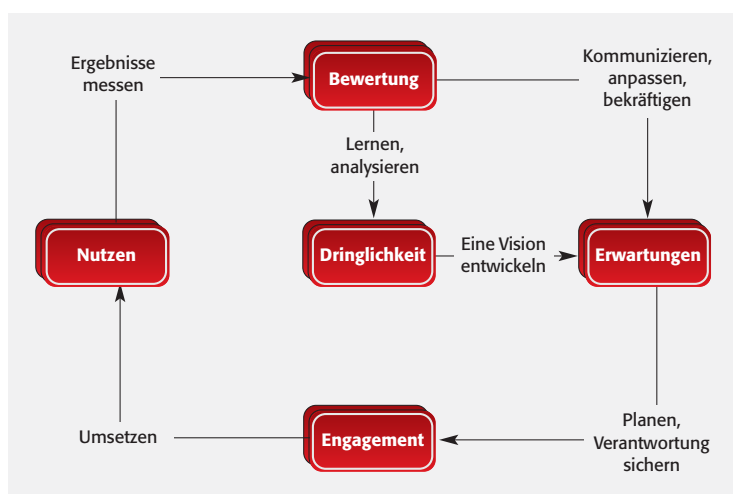 Ergebnisse
messen
Bewertung
Kommunizieren,
anpassen,
bekräftigen
Lernen,
analysieren
Nutzen
Dringlichkeit
Eine Vision
entwickeln
Erwartungen
Umsetzen
Engagement
Planen,
Verantwortung
sichern